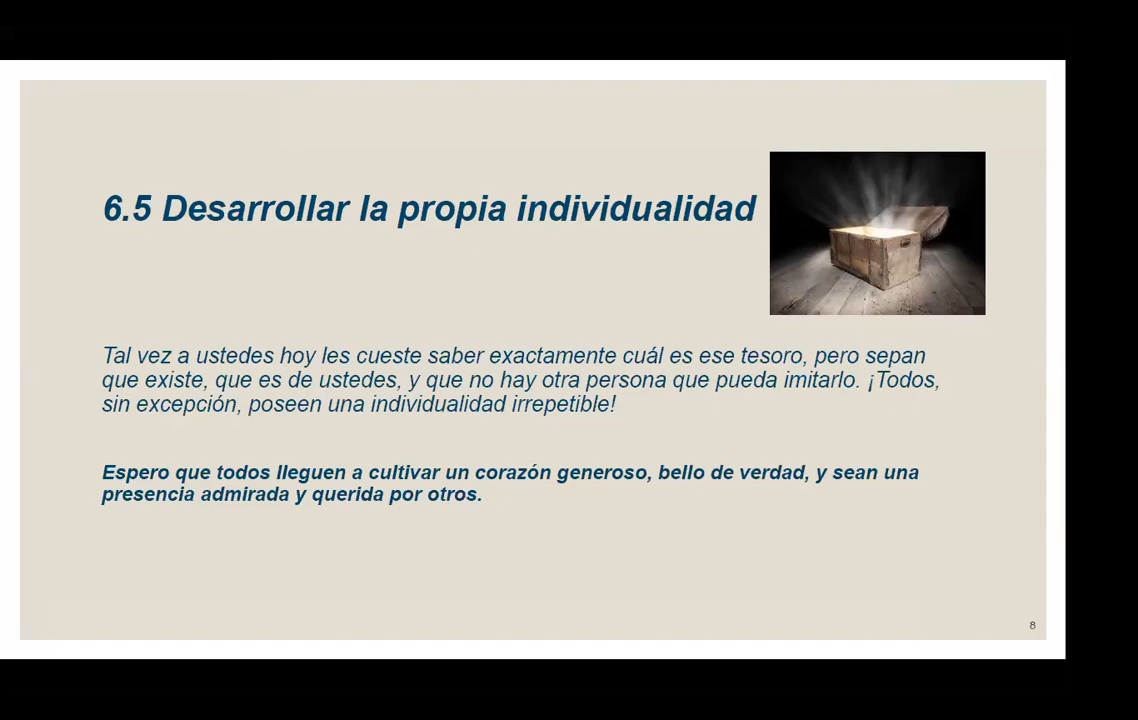 6.5 Desarrollar la propia individualidad
Tal vez a ustedes hoy les cueste saber exactamente cuál es ese tesoro, pero sepan
que existe, que es de ustedes, y que no hay otra persona que pueda imitarlo. ¡Todos,
sin excepción, poseen una individualidad irrepetible!
Espero que todos lleguen a cultivar un corazón generoso, bello de verdad, y sean una
presencia admirada y querida por otros.
8